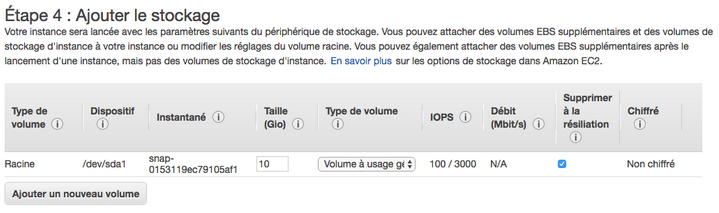 Étape 4 : Ajouter le stockage
Votre instance sera lancée avec les paramètres suivants du périphérique de stockage. Vous pouvez attacher des volumes EBS supplémentaires et des volumes de
stockage d'instance à votre instance ou modifier les réglages du volume racine. Vous pouvez également attacher des volumes EBS supplémentaires après le
lancement d'une instance, mais pas des volumes de stockage d'instance. En savoir plus sur les options de stockage dans Amazon EC2.
Type de volume i
Dispositif i
Instantané i
Taille (Gio) i
Type de volume i
IOPS i
Débit (Mbit/s) i
Supprimer à la résiliation i
Chiffré i
Racine
/dev/sda1
snap-
0153119ec79105af1
10
Volume à usage gé
100 / 3000
N/A
Non chiffré
Ajouter un nouveau volume